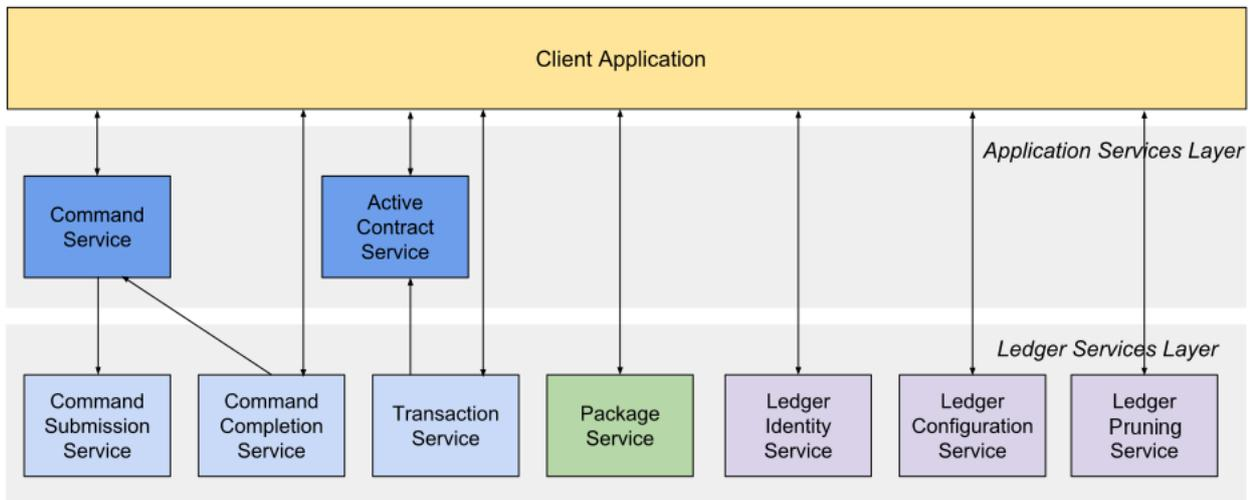 Client Application
Application Services Layer
Command
Service
Active
Contract
Service
Ledger Services Layer
Command
Submission
Service
Command
Completion
Service
Transaction
Service
Package
Service
Ledger
Identity
Service
Ledger
Configuration
Service
Ledger
Pruning
Service